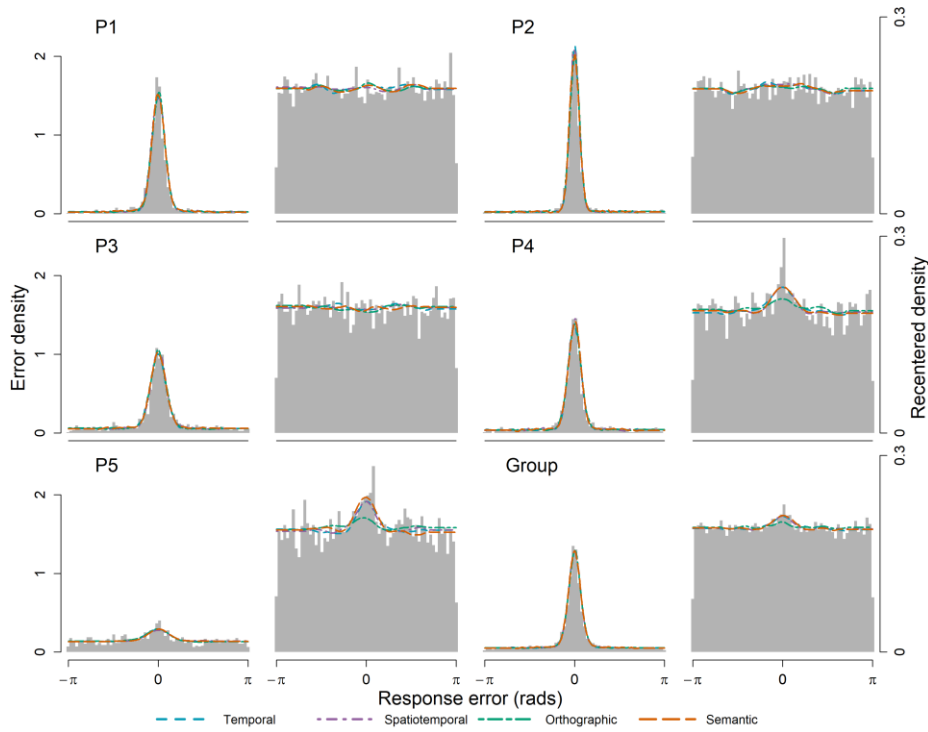 P1
P2
0.3
2
1
0
0
P3
P4
0.3
2
1
0
0
Error density
Recentered density
P5
Group
0.3
2
1
0
0
−π 0 π −π 0 π −π 0 π −π 0 π
Response error (rads)
Temporal Spatiotemporal Orthographic Semantic